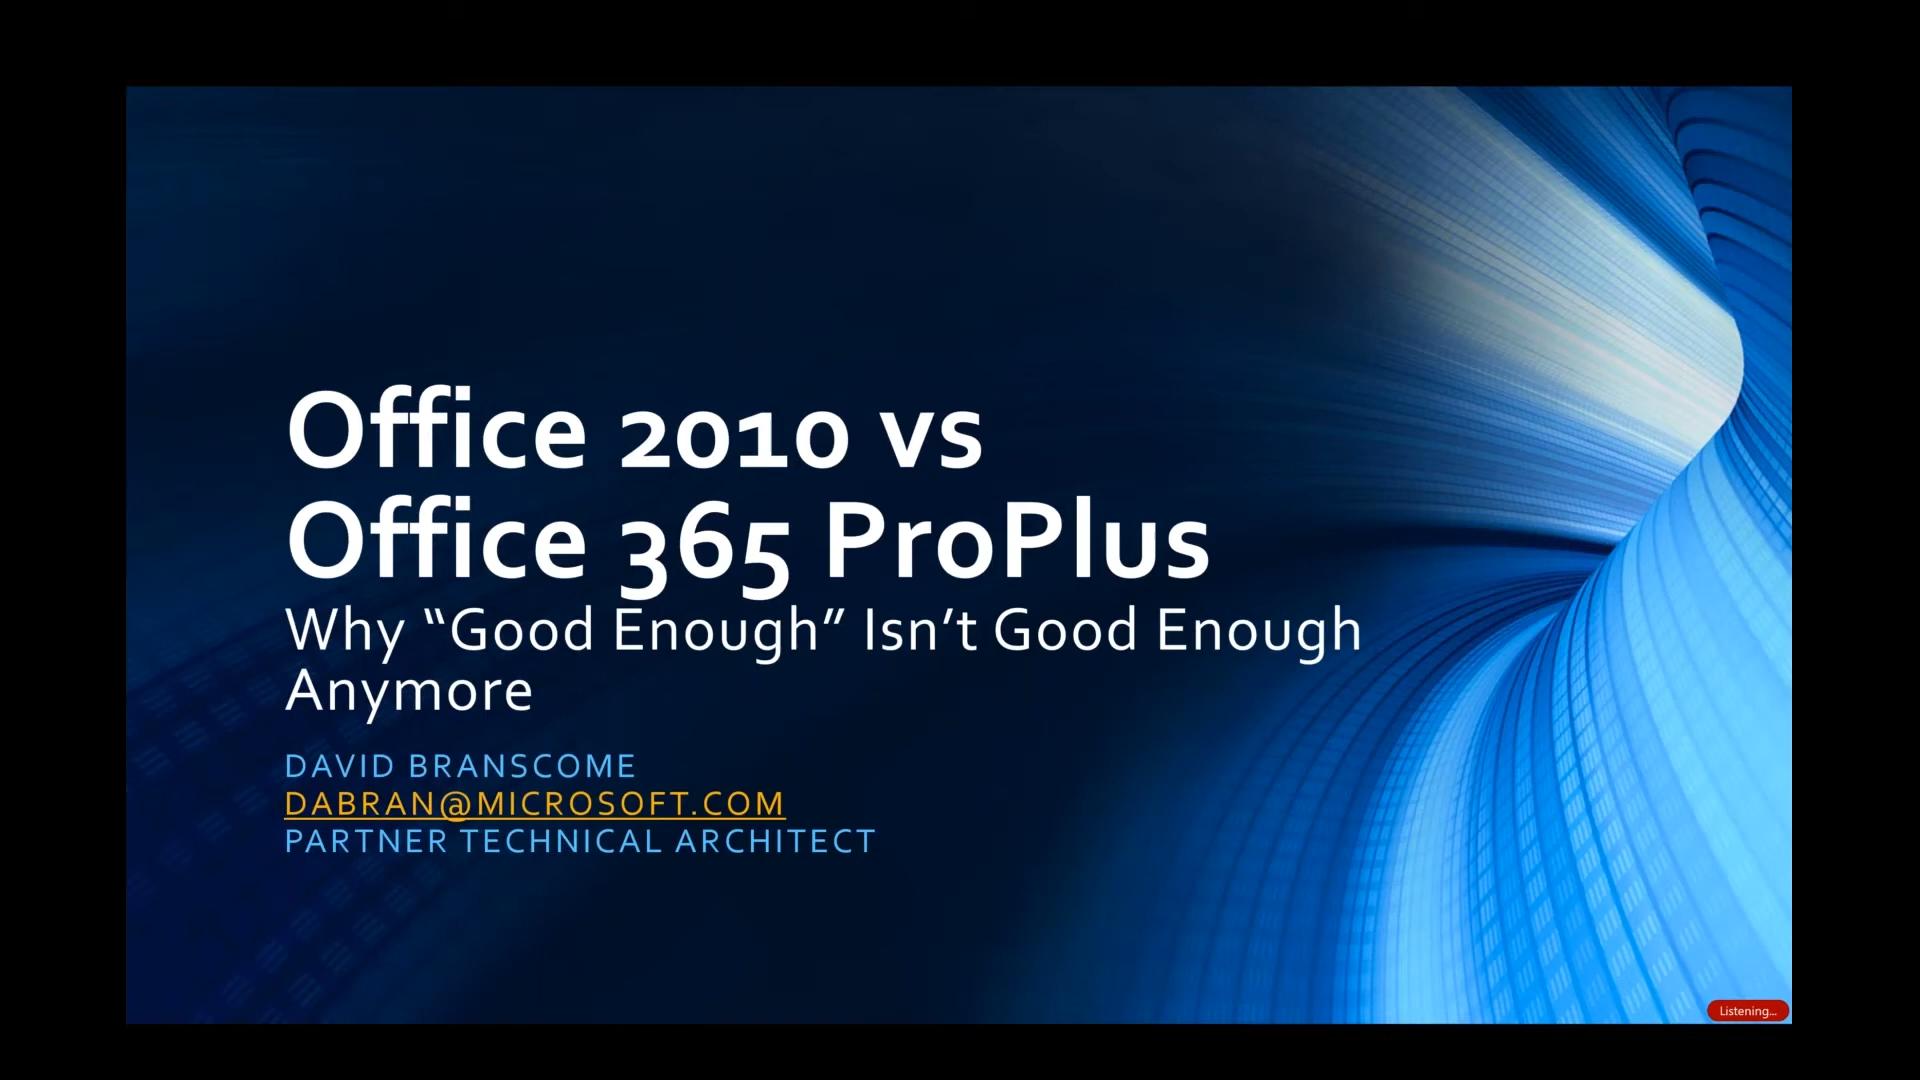 Office 2010 vs
Office 365 ProPlus
Why “Good Enough” Isn’t Good Enough
Anymore
DAVID BRANSCOME
DABRAN@MICROSOFT.COM
PARTNER TECHNICAL ARCHITECT
Listening...